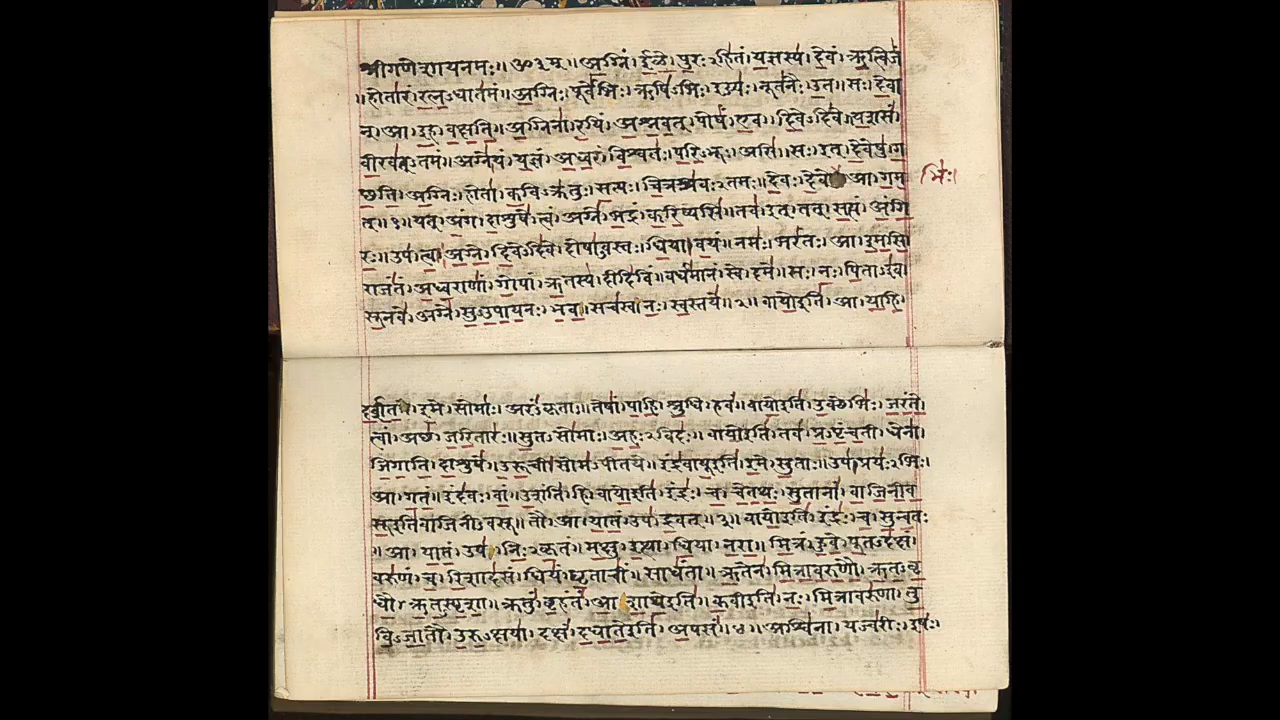 श्रीगणेशायनमः॥ ॐ३म्॥ अग्निं। ईळे। पुरःऽहितं। यज्ञस्य। देवं। ऋत्विजं
॥होतारं। रत्नऽधातमं॥ अग्निः। पूर्वेभिः। ऋषिऽभिः। ईड्यः। नूतनैः। उत॥ सः। देवा
न्। आ। इह। वक्षति॥ अग्निना। रयिं। अश्नवत्। पोषं। एव। दिवेऽदिवे॥ यशसं
वीरवत्ऽतमं॥ अग्ने। यं। यज्ञं। अध्वरं। विश्वतः। परिऽभूः। असि॥ सः। इत्। देवेषु। ग
च्छति। अग्निः। होता। कविऽक्रतुः। सत्यः। चित्रश्रवःऽतमः॥ देवः। देवे आ। गम भिः।
त्॥१॥ यत्। अंग। दाशुषे। त्वं। अग्ने। भद्रं। करिष्यसि॥ तव। इत्। तत्। सत्यं। अंगि
रः॥ उप। त्वा। अग्ने। दिवेऽदिवे। दोषाऽवस्तः। धिया। वयं॥ नमः। भरंतः। आ। इमसि
राजंतं। अध्वराणां। गोपां। ऋतस्य। दीदिविं॥ वर्धमानं। स्वे। दमे॥ सः। नः। पिताऽइव
सूनवे। अग्ने। सुऽउपायनः। भव॥ सचस्व। नः। स्वस्तये॥२॥ वायोइति। आ। याहि
दर्शत। इमे। सोमाः। अरंऽकृताः॥ तेषां। पाहि। श्रुधि। हवं॥ वायोइति। उक्थेभिः। जरंते
त्वां। अच्छ। जरितारः॥ सुतऽसोमाः। अहःऽविदः॥ वायोइति। तव। प्रऽपृंचती। धेना।
जिगाति। दाशुषे॥ उरूची। सोमऽपीतये॥ इंद्रवायूइति। इमे। सुताः॥ उप। प्रयःऽभिः।
आ। गतं॥ इंदवः। वां। उशंति। हि। वायोइति। इंद्रः। च। चेतथः। सुतानां। वाजिनीव
सूइतिवाजिनीऽवसू॥ तौ। आ। यातं। उप। द्रवत्॥३॥ वायोइति। इंद्रः। च। सुन्वतः
। आ। यातं। उप। निःऽकृतं॥ मक्षु। इत्था। धिया। नरा॥ मित्रं। हुवे। पूतऽदक्षं।
वरुणं। च। रिशादसं। धियं। घृताचीं। साधंता॥ ऋतेन। मित्रावरुणौ। ऋतऽवृ
धौ। ऋतऽस्पृशा॥ क्रतुं। बृहंतं। आशाथेइति॥ कवीइति। नः। मित्रावरुणा। तु
विऽजातौ। उरुऽक्षया। दक्षं। दधातेइति। अपसं॥४॥ अश्विना। यज्वरीः। इषः।